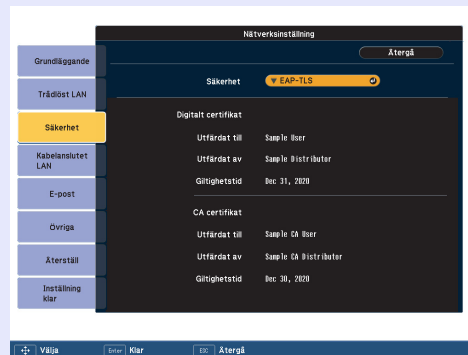 Nätverksinställning
Återgå
Grundläggande
Trådlöst LAN
Säkerhet
Kabelanslutet
LAN
E-post
Övriga
Återställ
Inställning
klar
Säkerhet EAP-TLS
Digitalt certifikat
Utfärdat till Sample User
Utfärdat av Sample Distributor
Giltighetstid Dec 31, 2020
CA certifikat
Utfärdat till Sample CA User
Utfärdat av Sample CA Distributor
Giltighetstid Dec 30, 2020
Välja Enter Klar ESC Återgå